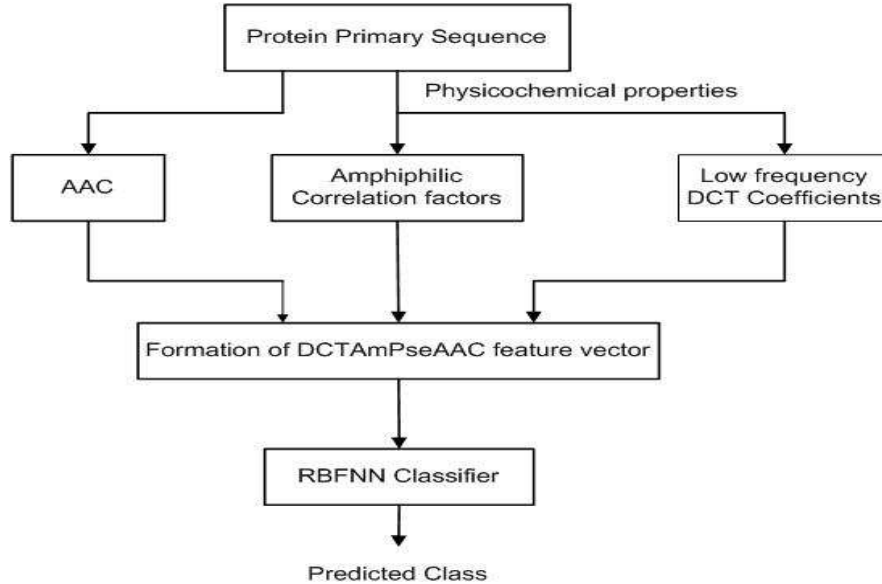 Protein Primary Sequence
Physicochemical properties
AAC
Amphiphilic
Correlation factors
Low frequency
DCT Coefficients
Formation of DCTAmPseAAC feature vector
RBFNN Classifier
Predicted Class